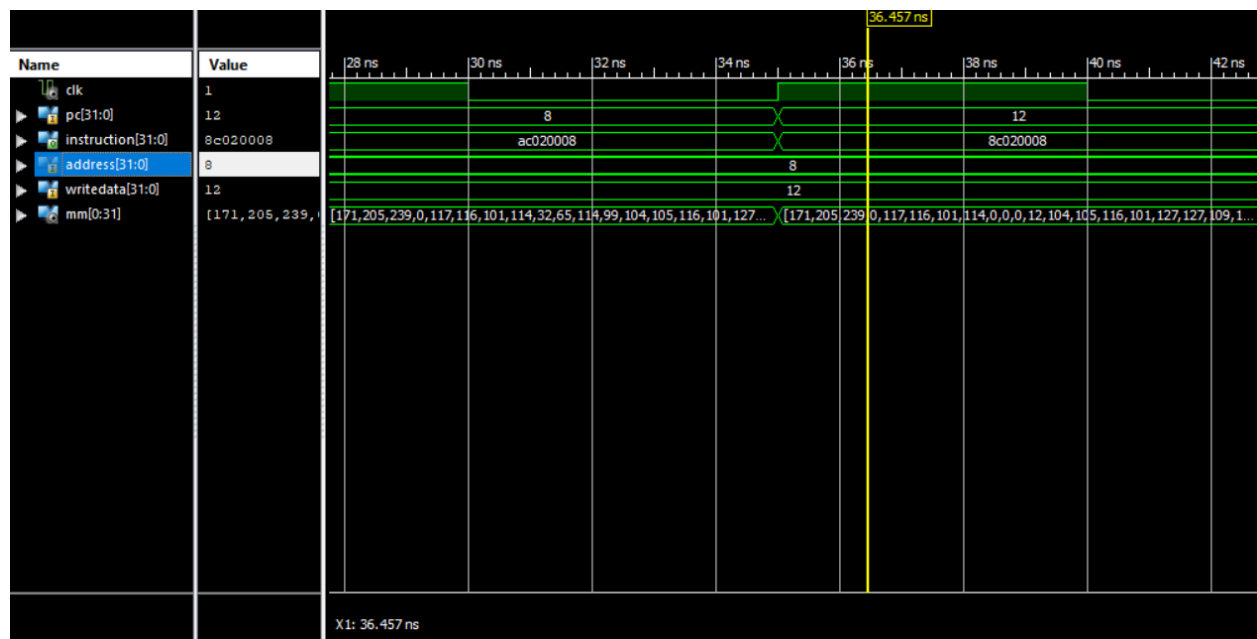 36.457 ns
Name Value 28 ns 30 ns 32 ns 34 ns 36 ns 38 ns 40 ns 42 ns
clk 1
pc[31:0] 12 8 12
instruction[31:0] 8c020008 ac020008 8c020008
address[31:0] 8 8
writedata[31:0] 12 12
mm[0:31] [171,205,239,( [171,205,239,0,117,116,101,114,32,65,114,99,104,105,116,101,127... [171,205,239,0,117,116,101,114,0,0,0,12,104,105,116,101,127,127,109,1...
X1: 36.457 ns